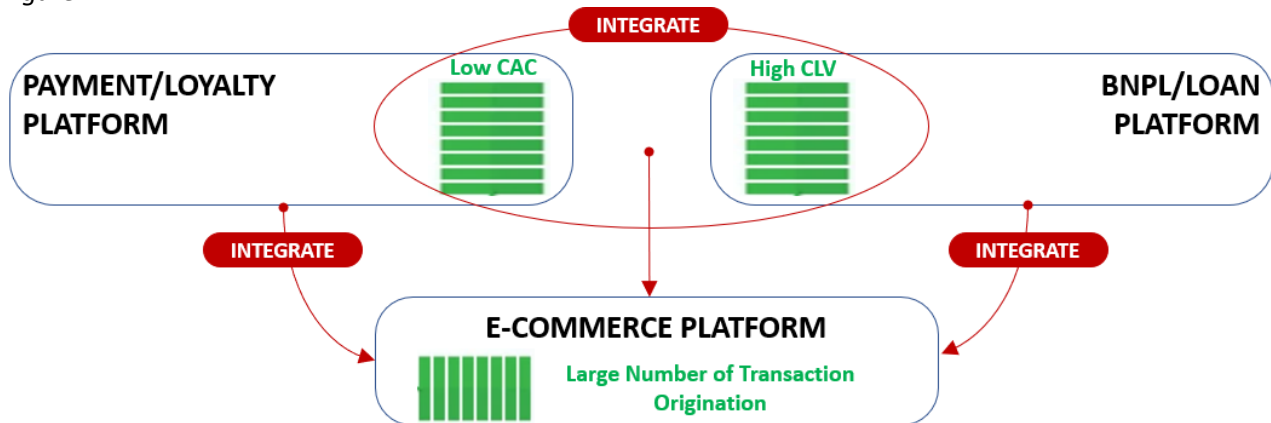 INTEGRATE
Low CAC
High CLV
PAYMENT/LOYALTY
PLATFORM
BNPL/LOAN
PLATFORM
INTEGRATE
INTEGRATE
E-COMMERCE PLATFORM
Large Number of Transaction
Origination